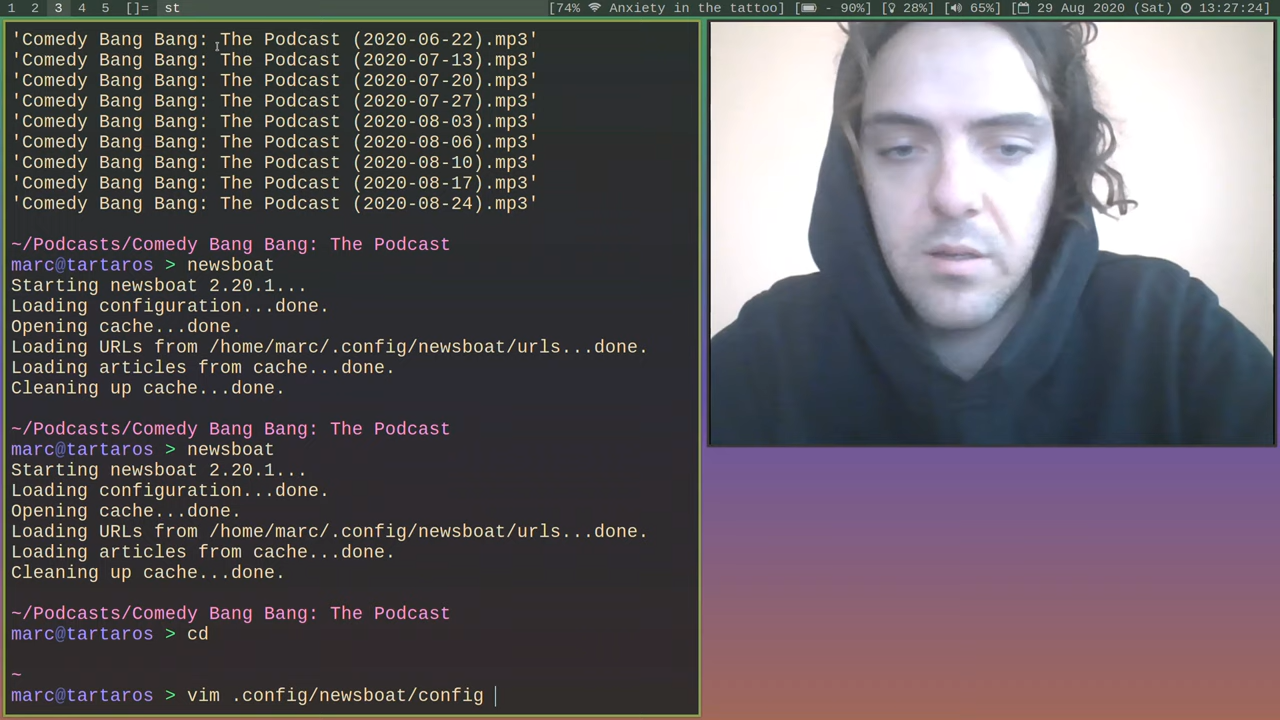 1 2 3 4 5 []= st [74% Anxiety in the tattoo] [ - 90%] [ 28%] [ 65%] [ 29 Aug 2020 (Sat) 13:27:24]
'Comedy Bang Bang: The Podcast (2020-06-22).mp3'
'Comedy Bang Bang: The Podcast (2020-07-13).mp3'
'Comedy Bang Bang: The Podcast (2020-07-20).mp3'
'Comedy Bang Bang: The Podcast (2020-07-27).mp3'
'Comedy Bang Bang: The Podcast (2020-08-03).mp3'
'Comedy Bang Bang: The Podcast (2020-08-06).mp3'
'Comedy Bang Bang: The Podcast (2020-08-10).mp3'
'Comedy Bang Bang: The Podcast (2020-08-17).mp3'
'Comedy Bang Bang: The Podcast (2020-08-24).mp3'
~/Podcasts/Comedy Bang Bang: The Podcast
marc@tartaros > newsboat
Starting newsboat 2.20.1...
Loading configuration...done.
Opening cache...done.
Loading URLs from /home/marc/.config/newsboat/urls...done.
Loading articles from cache...done.
Cleaning up cache...done.
~/Podcasts/Comedy Bang Bang: The Podcast
marc@tartaros > newsboat
Starting newsboat 2.20.1...
Loading configuration...done.
Opening cache...done.
Loading URLs from /home/marc/.config/newsboat/urls...done.
Loading articles from cache...done.
Cleaning up cache...done.
~/Podcasts/Comedy Bang Bang: The Podcast
marc@tartaros > cd
~
marc@tartaros > vim .config/newsboat/config